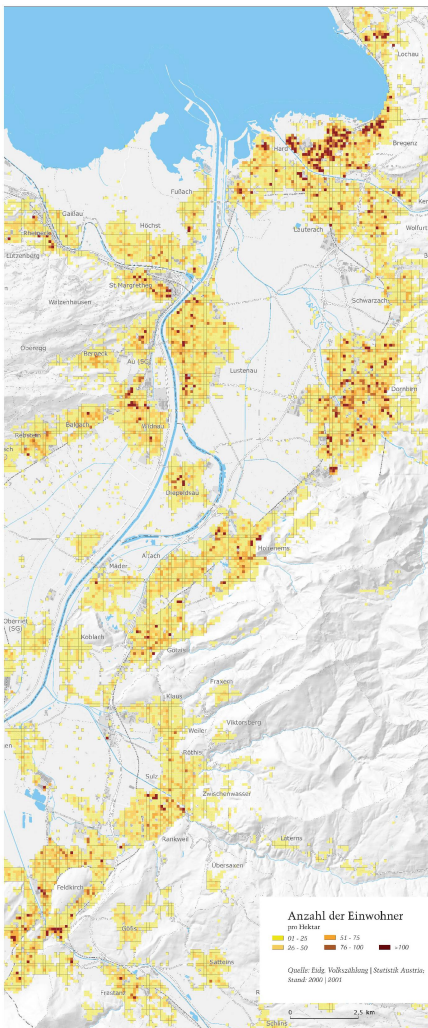 Lochau
Hard
Bregenz
Fußach
Gaißau
Höchst
Lauterach
Wolfurt
Lutzenberg
St Margrethen
Walzenhausen
Schwarzach
Oberegg
Berneck
Au (SG)
Lustenau
Dornbirn
Balgach
Widnau
Rebstein
Diepoldsau
Hohenems
Altach
Mäder
Koblach
Götzis
Fraxern
Klaus
Viktorsberg
Weiler
Röthis
Sulz
Zwischenwasser
Rankweil
Laterns
Übersaxen
Feldkirch
Göfis
Satteins
Frastanz
Schlins
Anzahl der Einwohner
pro Hektar
01 - 25
51 - 75
26 - 50
76 - 100
>100
Quelle: Eidg. Volkszählung | Statistik Austria;
Stand: 2000 | 2001
0
2,5 km